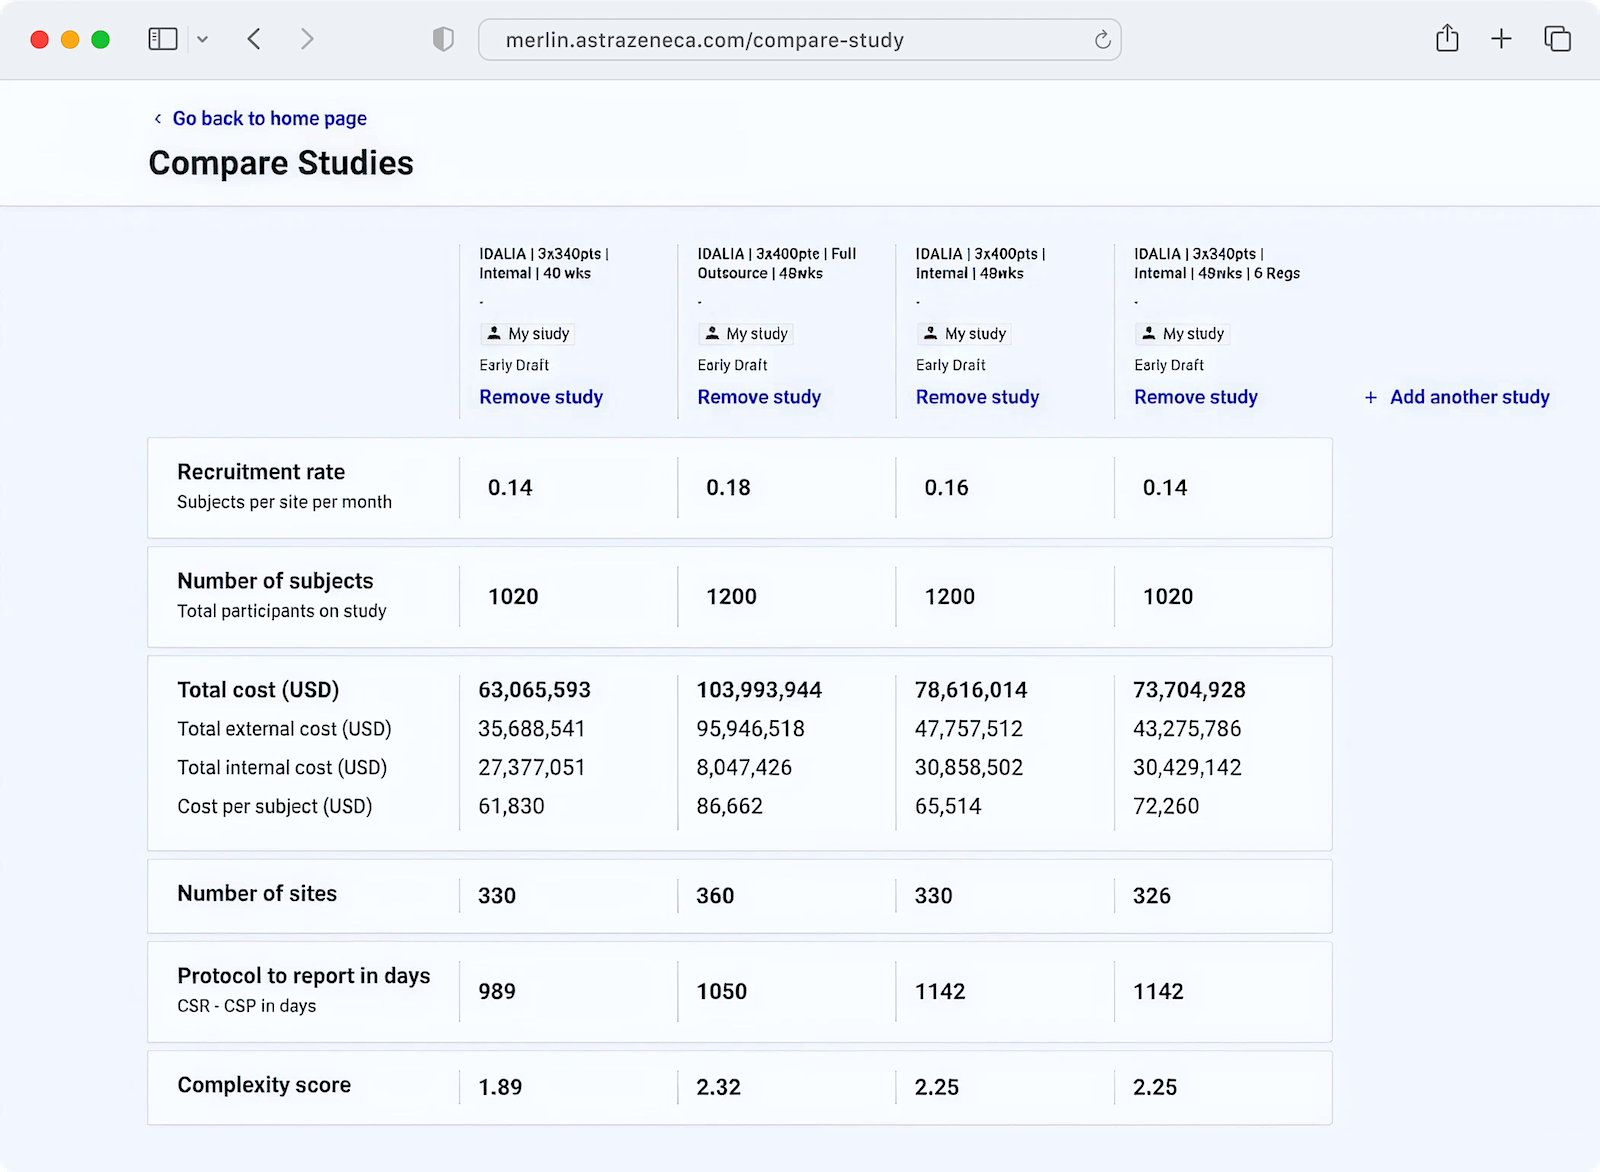 merlin.astrazeneca.com/compare-study
‹ Go back to home page
Compare Studies
IDALIA | 3x340pts |
Internal | 40 wks
-
My study
Early Draft
Remove study
IDALIA | 3x400pte | Full
Outsource | 48wks
-
My study
Early Draft
Remove study
IDALIA | 3x400pts |
Internal | 48wks
-
My study
Early Draft
Remove study
IDALIA | 3x340pts |
Internal | 48wks | 6 Regs
-
My study
Early Draft
Remove study
+ Add another study
Recruitment rate 0.14 0.18 0.16 0.14
Subjects per site per month
Number of subjects 1020 1200 1200 1020
Total participants on study
Total cost (USD) 63,065,593 103,993,944 78,616,014 73,704,928
Total external cost (USD) 35,688,541 95,946,518 47,757,512 43,275,786
Total internal cost (USD) 27,377,051 8,047,426 30,858,502 30,429,142
Cost per subject (USD) 61,830 86,662 65,514 72,260
Number of sites 330 360 330 326
Protocol to report in days 989 1050 1142 1142
CSR - CSP in days
Complexity score 1.89 2.32 2.25 2.25